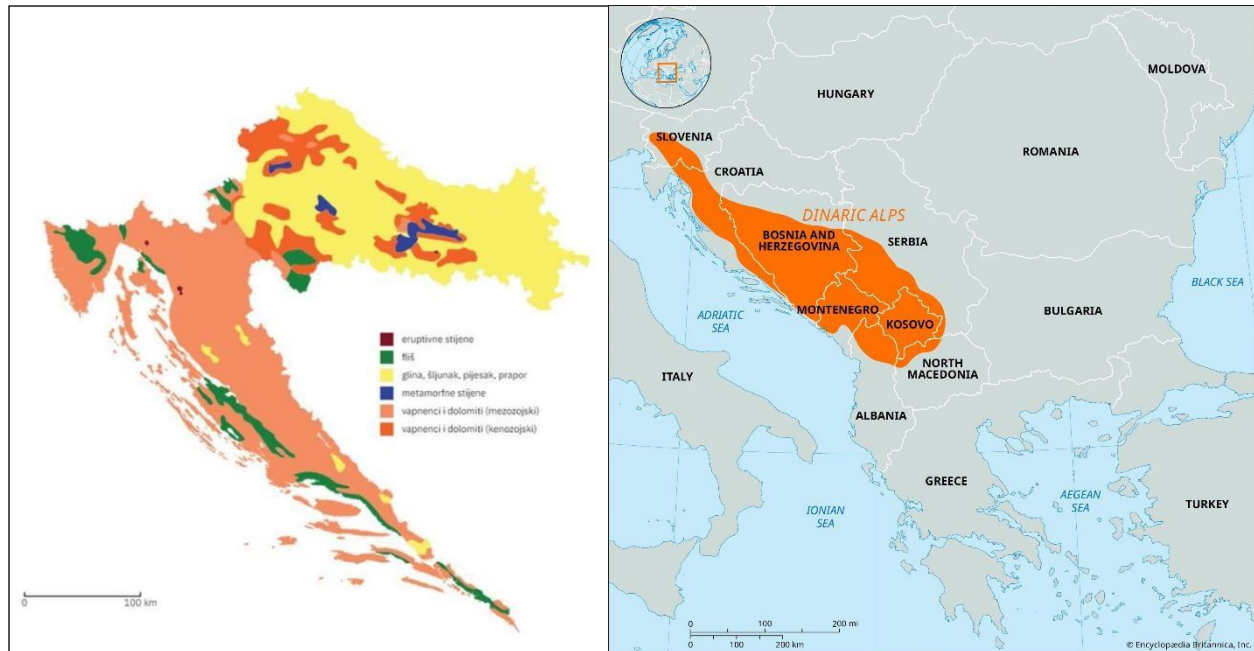 eruptivne stijene
fliš
glina, šljunak, pijesak, prapor
metamorfne stijene
vapnenci i dolomiti (mezozojski)
vapnenci i dolomiti (kenozojski)
0 100 km
MOLDOVA
HUNGARY
SLOVENIA
ROMANIA
CROATIA
DINARIC ALPS
BOSNIA AND
HERZEGOVINA
SERBIA
BLACK SEA
ADRIATIC
SEA
MONTENEGRO
KOSOVO
BULGARIA
ITALY
NORTH
MACEDONIA
ALBANIA
GREECE
AEGEAN
SEA
TURKEY
IONIAN
SEA
0 100 200 mi
0 100 200 km
© Encyclopædia Britannica, Inc.